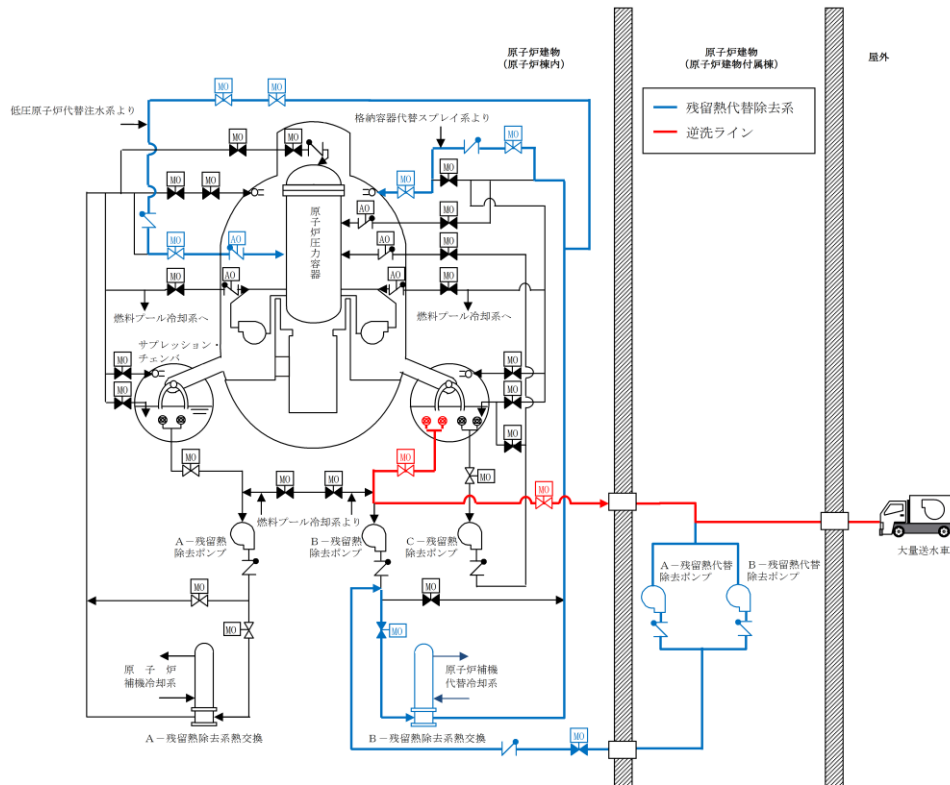 原子炉建物
(原子炉棟内)
原子炉建物
(原子炉建物付属棟)
屋外
残留熱代替除去系
逆洗ライン
MO
MO
低圧原子炉代替注水系より
格納容器代替スプレイ系より
MO
MO
MO
MO
MO
MO
MO
MO
原子炉圧力容器
AO
MO
MO
AO
AO
MO
MO
AO
AO
MO
燃料プール冷却系へ
燃料プール冷却系へ
サプレッション・
チェンバ
MO
MO
MO
MO
MO
MO
MO
MO
MO
MO
MO
燃料プール冷却系より
A-残留熱
除去ポンプ
B-残留熱
除去ポンプ
C-残留熱
除去ポンプ
大量送水車
A-残留熱代替
除去ポンプ
B-残留熱代替
除去ポンプ
MO
MO
MO
MO
原子炉
補機冷却系
原子炉補機
代替冷却系
A-残留熱除去系熱交換
B-残留熱除去系熱交換
MO